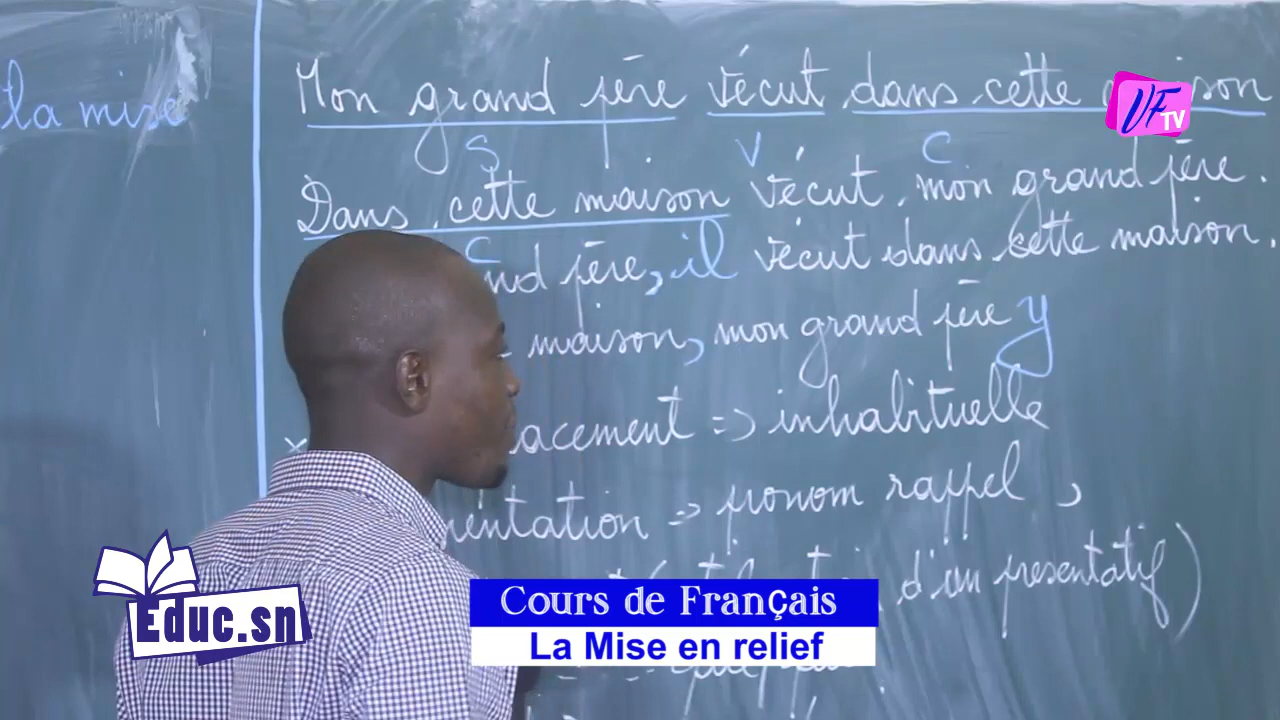 la mise
Mon grand père vécut dans cette maison
S V C
Dans cette maison vécut mon grand père.
C
nd père, il vécut dans cette maison.
maison, mon grand père y
acement => inhabituelle
mentation => pronom rappel ,
d'un presentatif)
VF TV
Educ.sn
Cours de Français
La Mise en relief